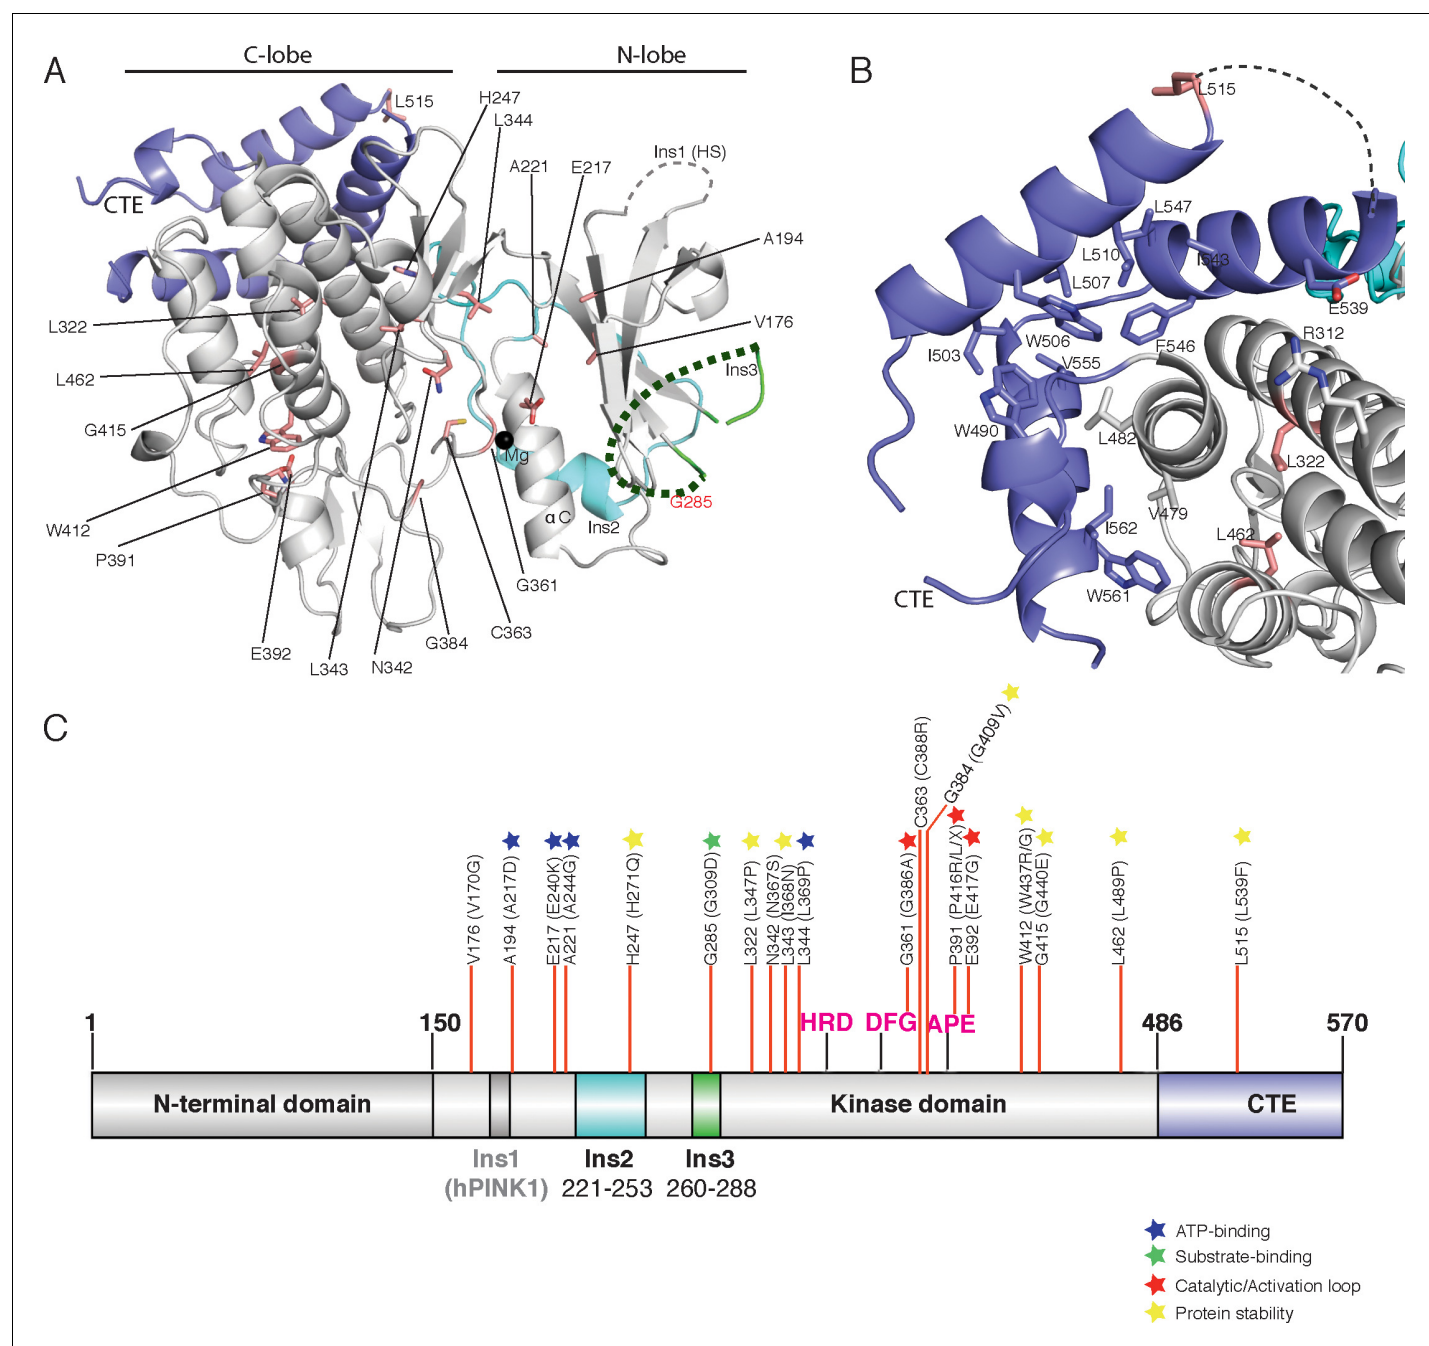 A
C-lobe
N-lobe
L515
H247
L344
A221
E217
Ins1 (HS)
CTE
A194
V176
L322
L462
G415
Ins3
Mg
G285
αC
Ins2
W412
P391
G361
E392
L343
N342
G384
C363
B
L515
L547
L510
I543
L507
E539
I503
W506
F546
R312
V555
W490
L482
L322
V479
I562
L462
W561
CTE
C
V176 (V170G)
A194 (A217D)
E217 (E240K)
A221 (A244G)
H247 (H271Q)
G285 (G309D)
L322 (L347P)
N342 (N367S)
L343 (I368N)
L344 (L369P)
G361 (G386A)
C363 (C388R)
G384 (G409V)
P391 (P416R/L/X)
E392 (E417G)
W412 (W437R/G)
G415 (G440E)
L462 (L489P)
L515 (L539F)
1
150
HRD
DFG
APE
486
570
N-terminal domain
Kinase domain
CTE
Ins1
(hPINK1)
Ins2
221-253
Ins3
260-288
ATP-binding
Substrate-binding
Catalytic/Activation loop
Protein stability